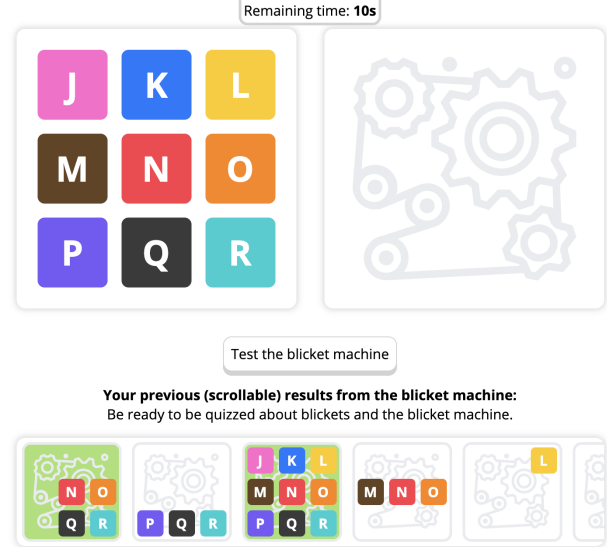 Remaining time: 10s
J K L
M N O
P Q R
Test the blicket machine
Your previous (scrollable) results from the blicket machine:
Be ready to be quizzed about blickets and the blicket machine.
N O
Q R
P Q R
J K L
M N O
P Q R
M N O
L